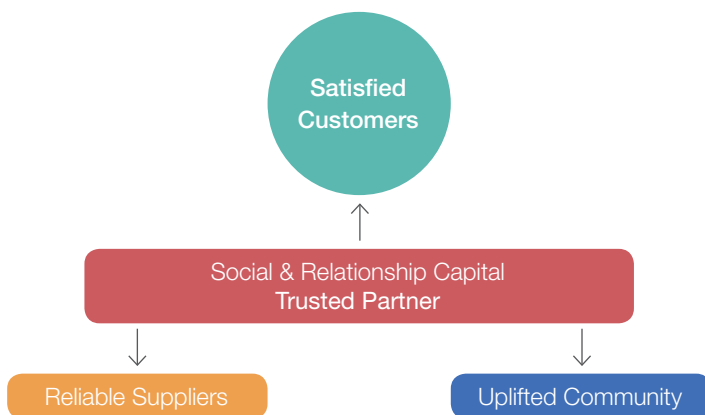 Satisfied
Customers
Social & Relationship Capital
Trusted Partner
Reliable Suppliers
Uplifted Community